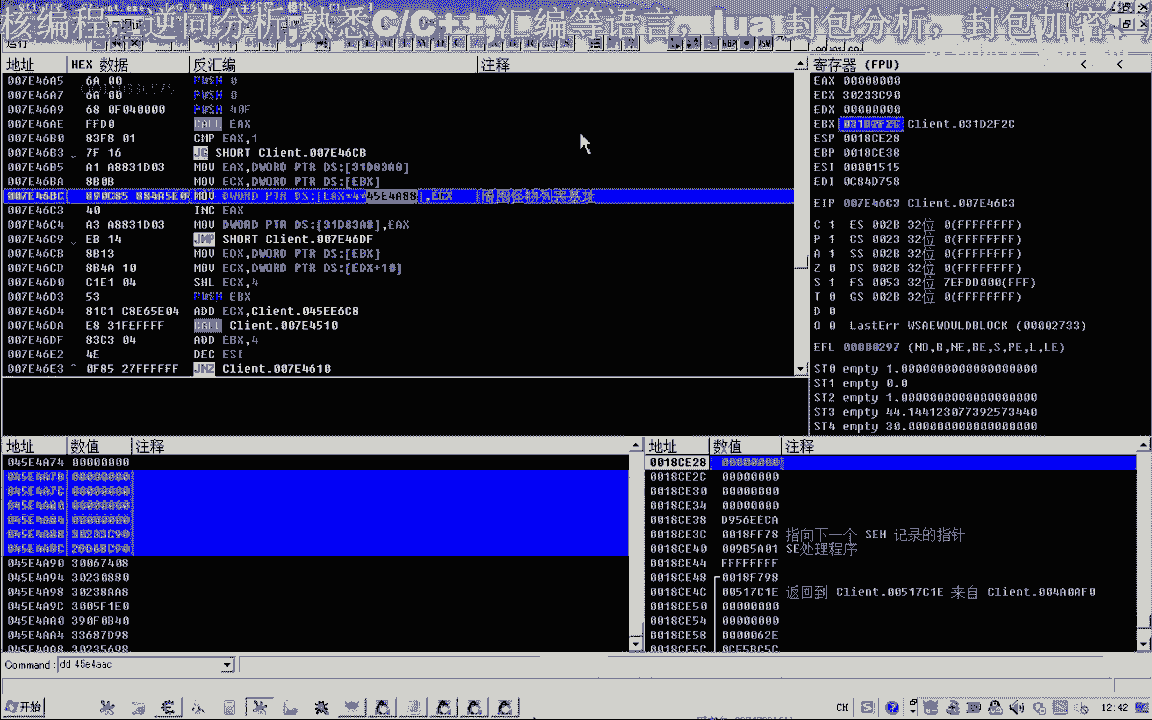 核编程，逆向分析,熟悉C/C++,汇编等语言，lua 封包分析，封包加密
地址 HEX 数据 反汇编 注释
007E46A5 6A 00 PUSH 0
007E46A7 6A 00 PUSH 0
007E46A9 68 0F040000 PUSH 40F
007E46AE FFD0 CALL EAX
007E46B0 83F8 01 CMP EAX,1
007E46B3 7F 16 JG SHORT Client.007E46CB
007E46B5 A1 A8831D03 MOV EAX,DWORD PTR DS:[31D83A8]
007E46BA 8B0B MOV ECX,DWORD PTR DS:[EBX]
007E46BC 890C85 884A5E0 MOV DWORD PTR DS:[EAX*4+45E4A88],ECX
007E46C3 40 INC EAX
007E46C4 A3 A8831D03 MOV DWORD PTR DS:[31D83A8],EAX
007E46C9 EB 14 JMP SHORT Client.007E46DF
007E46CB 8B13 MOV EDX,DWORD PTR DS:[EBX]
007E46CD 8B4A 10 MOV ECX,DWORD PTR DS:[EDX+10]
007E46D0 C1E1 04 SHL ECX,4
007E46D3 53 PUSH EBX
007E46D4 81C1 C8E65E04 ADD ECX,Client.045EE6C8
007E46DA E8 31FEFFFF CALL Client.007E4510
007E46DF 83C3 04 ADD EBX,4
007E46E2 4E DEC ESI
007E46E3 ^ 0F85 27FFFFFF JNZ Client.007E4610
寄存器 (FPU) < <
EAX 00000000
ECX 30233C90
EDX 00000000
EBX 031D2F2C Client.031D2F2C
ESP 0018CE28
EBP 0018CE38
ESI 00001515
EDI 0C84D758
EIP 007E46C3 Client.007E46C3
C 1 ES 002B 32位 0(FFFFFFFF)
P 1 CS 0023 32位 0(FFFFFFFF)
A 1 SS 002B 32位 0(FFFFFFFF)
Z 0 DS 002B 32位 0(FFFFFFFF)
S 1 FS 0053 32位 7EFDD000(FFF)
T 0 GS 002B 32位 0(FFFFFFFF)
D 0
O 0 LastErr WSAEWOULDBLOCK (00002733)
EFL 00000297 (NO,B,NE,BE,S,PE,L,LE)
ST0 empty 1.0000000000000000000
ST1 empty 0.0
ST2 empty 1.0000000000000000000
ST3 empty 44.144123077392573440
ST4 empty 30.000000000000000000
地址 数值 注释
045E4A74 00000000
045E4A78 00000000
045E4A7C 00000000
045E4A80 00000000
045E4A84 00000000
045E4A88 30233C90
045E4A90 30067408
045E4A94 30230880
045E4A98 30238AA8
045E4A9C 3005F1E0
045E4AA0 390F0B40
045E4AA4 33687D98
045E4AA8 30235698
地址 数值 注释
0018CE28 00000000
0018CE2C 00000000
0018CE30 00000000
0018CE34 00000000
0018CE38 D956EECA
0018CE3C 0018FF78 指向下一个 SEH 记录的指针
0018CE40 009B5A01 SE处理程序
0018CE44 FFFFFFFF
0018CE48 0018F798
0018CE4C 00517C1E 返回到 Client.00517C1E 来自 Client.004A0AF0
0018CE50 00000000
0018CE54 00000000
0018CE58 0000062E
0018CE5C 0CE5BC5C
Command: dd 45e4aac
开始
CH
12:42